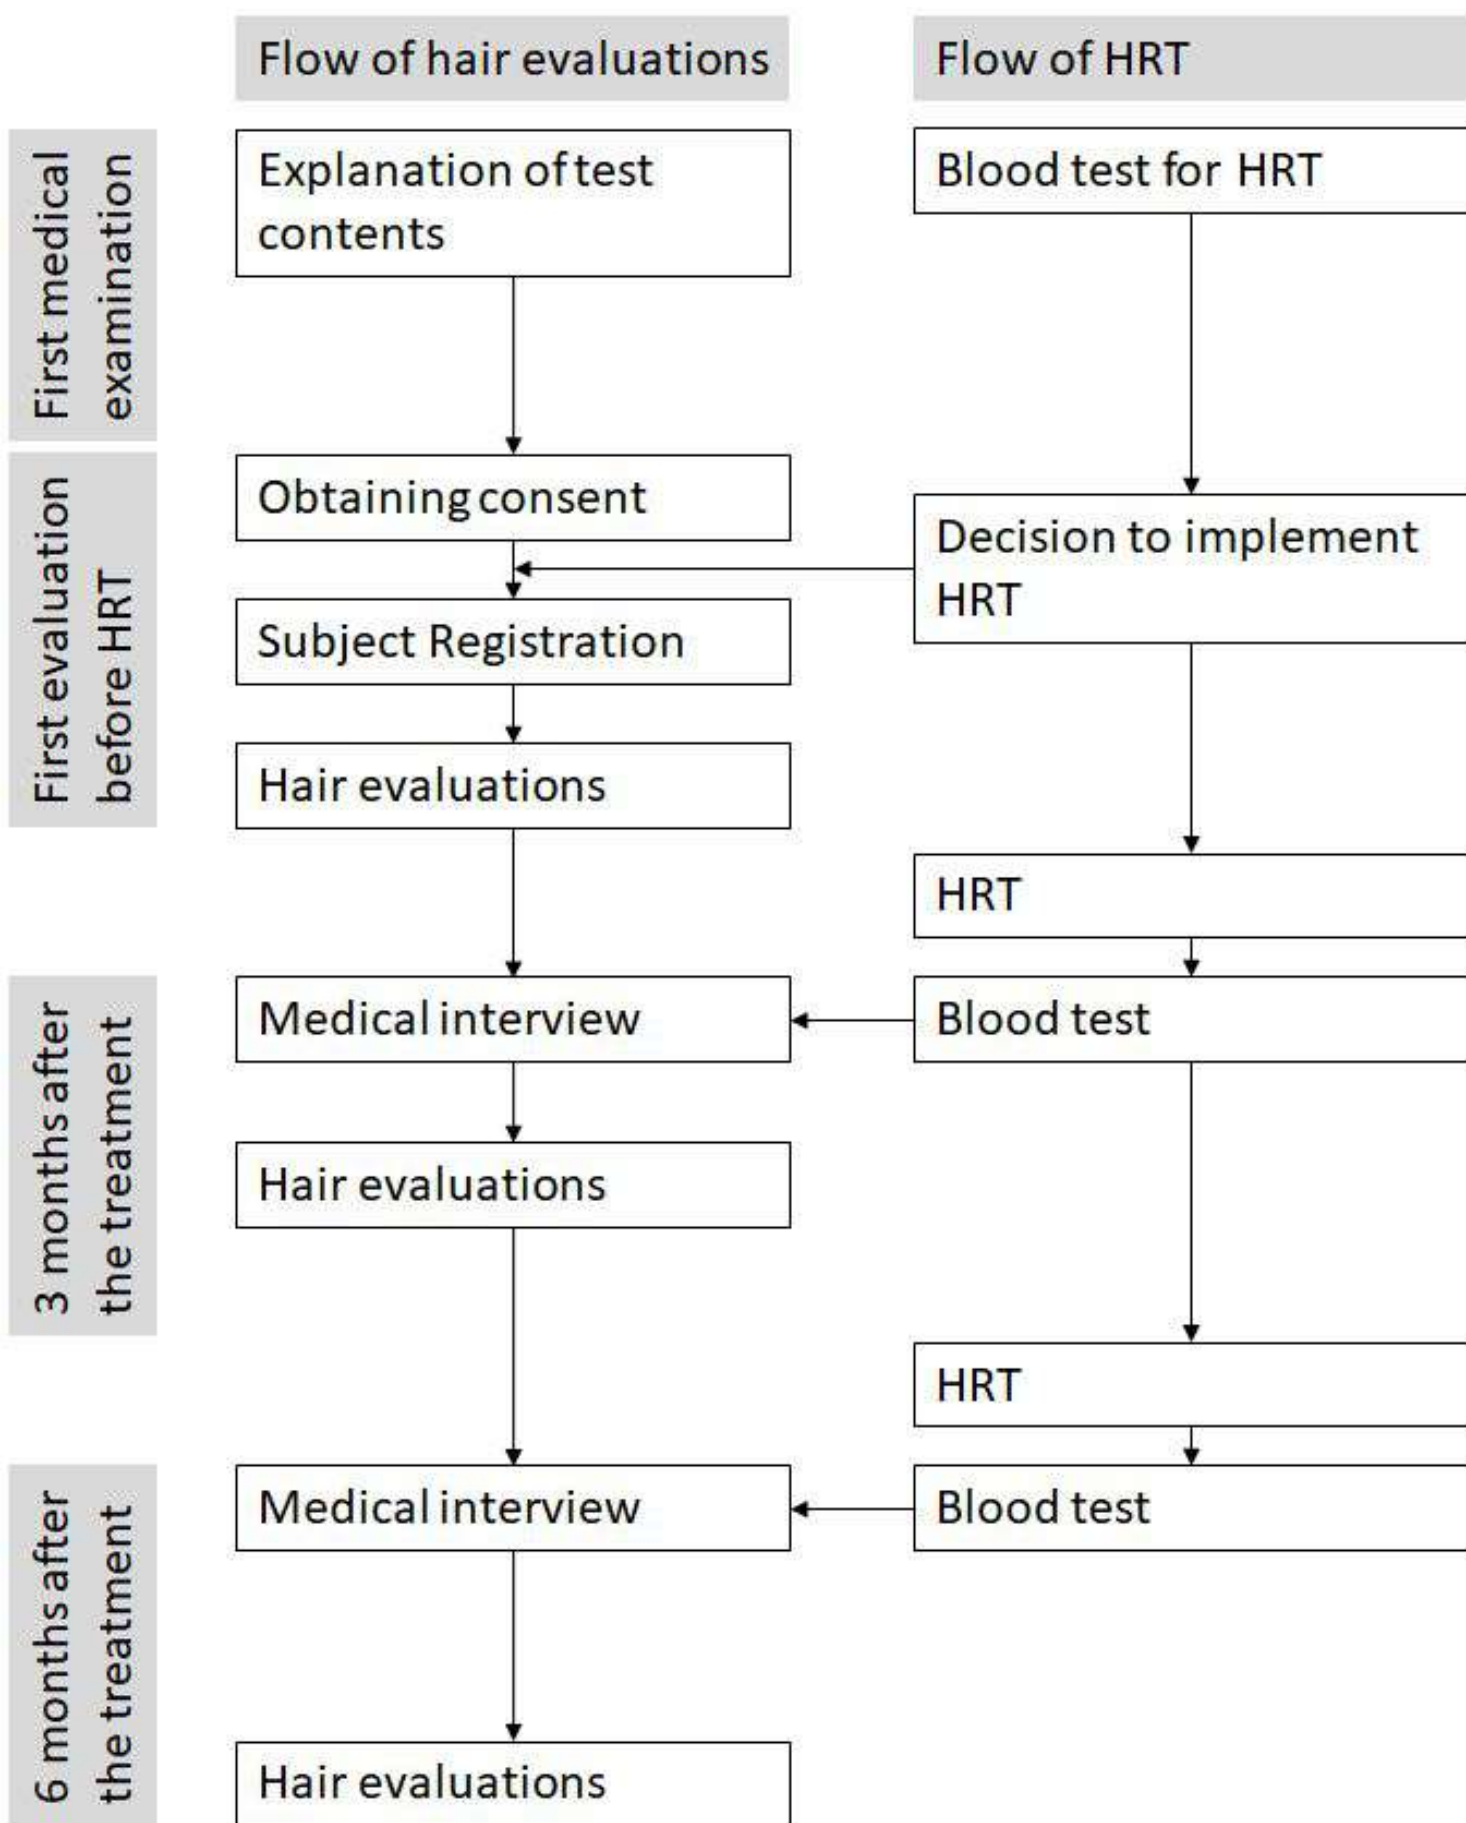 Flow of hair evaluations
Flow of HRT
First medical
examination
Explanation of test
contents
Blood test for HRT
First evaluation
before HRT
Obtaining consent
Decision to implement
HRT
Subject Registration
Hair evaluations
HRT
3 months after
the treatment
Medical interview
Blood test
Hair evaluations
HRT
6 months after
the treatment
Medical interview
Blood test
Hair evaluations